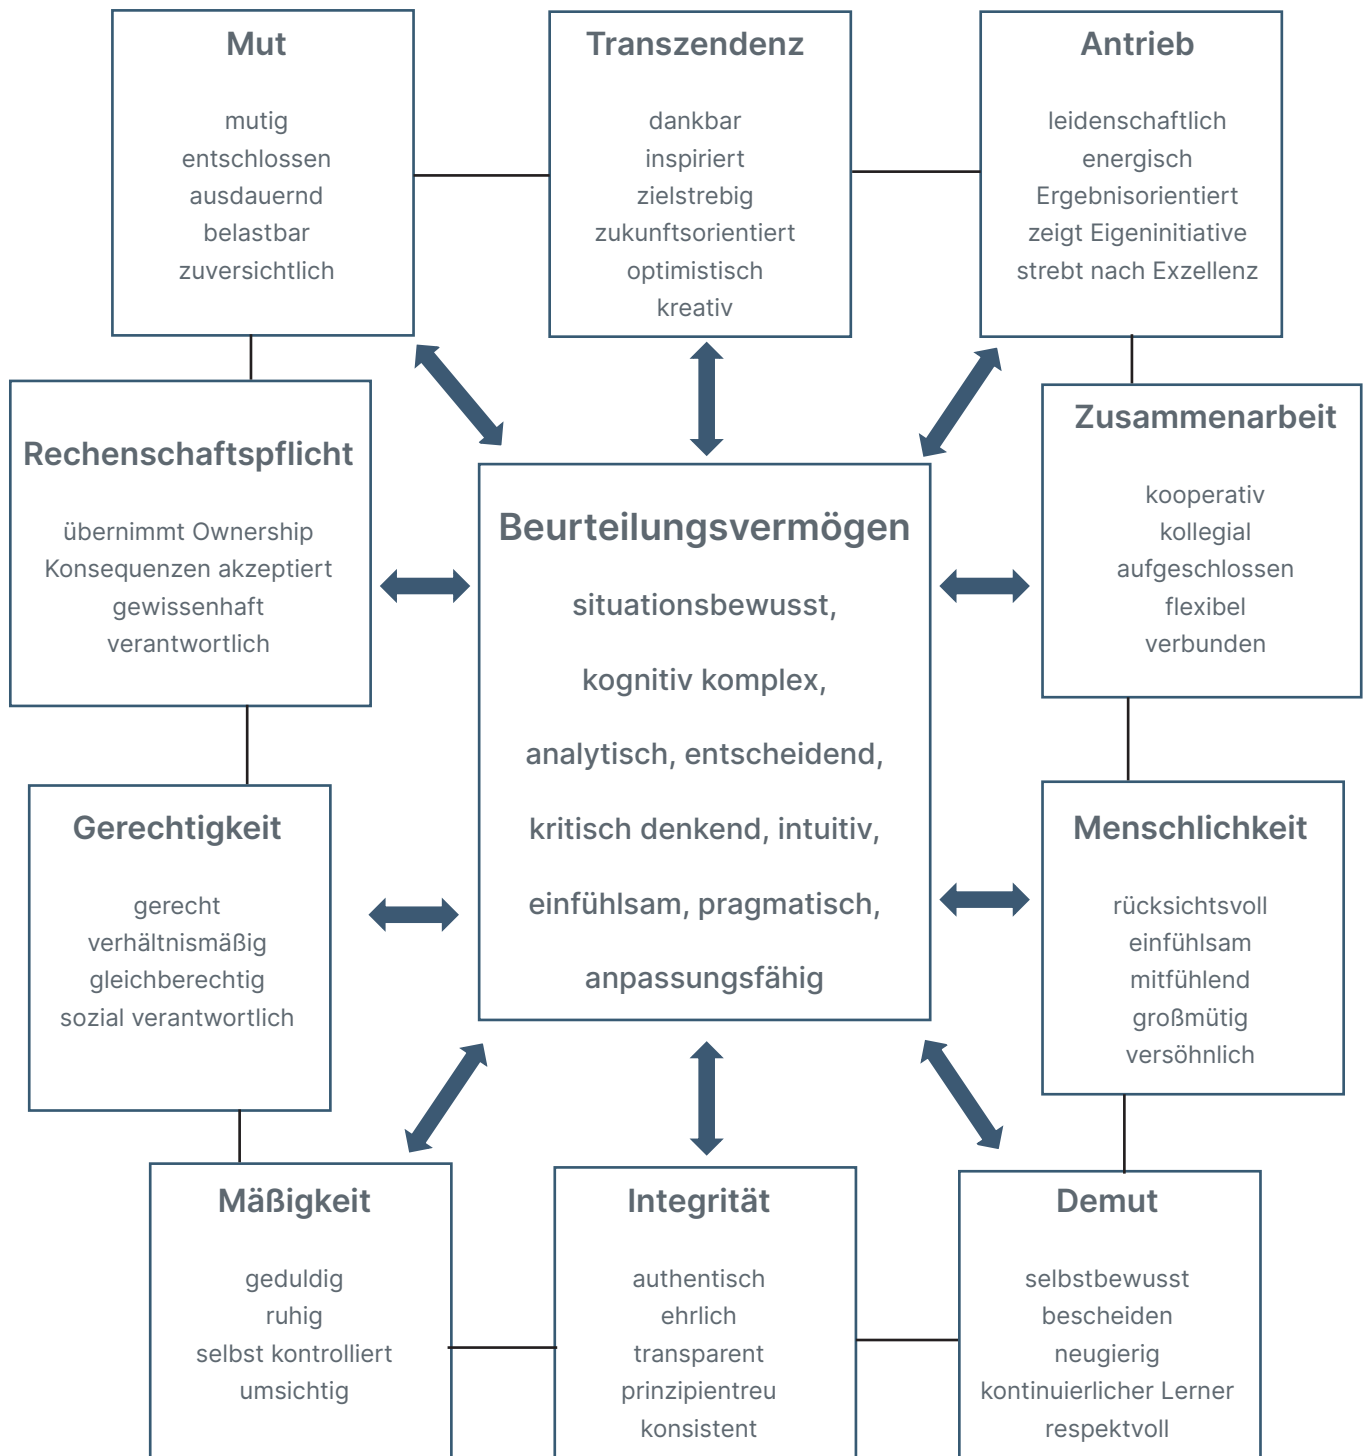 Mut
mutig
entschlossen
ausdauernd
belastbar
zuversichtlich
Transzendenz
dankbar
inspiriert
zielstrebig
zukunftsorientiert
optimistisch
kreativ
Antrieb
leidenschaftlich
energisch
Ergebnisorientiert
zeigt Eigeninitiative
strebt nach Exzellenz
Rechenschaftspflicht
übernimmt Ownership
Konsequenzen akzeptiert
gewissenhaft
verantwortlich
Beurteilungsvermögen
situationsbewusst,
kognitiv komplex,
analytisch, entscheidend,
kritisch denkend, intuitiv,
einfühlsam, pragmatisch,
anpassungsfähig
Zusammenarbeit
kooperativ
kollegial
aufgeschlossen
flexibel
verbunden
Gerechtigkeit
gerecht
verhältnismäßig
gleichberechtig
sozial verantwortlich
Menschlichkeit
rücksichtsvoll
einfühlsam
mitfühlend
großmütig
versöhnlich
Mäßigkeit
geduldig
ruhig
selbst kontrolliert
umsichtig
Integrität
authentisch
ehrlich
transparent
prinzipientreu
konsistent
Demut
selbstbewusst
bescheiden
neugierig
kontinuierlicher Lerner
respektvoll